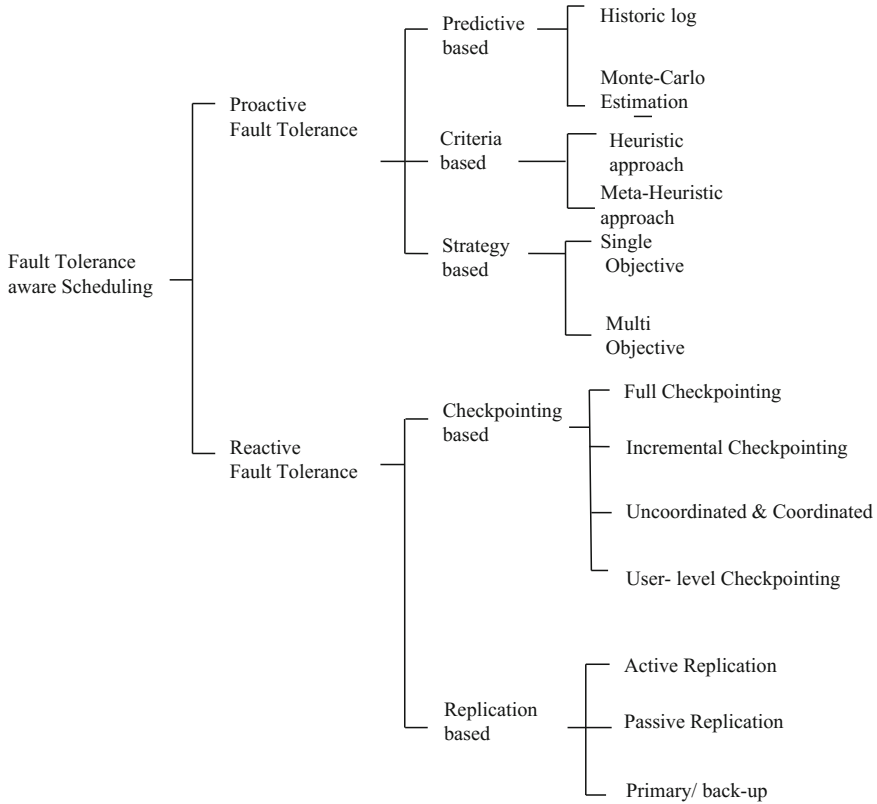 Fault Tolerance
aware Scheduling
Proactive
Fault Tolerance
Predictive
based
Historic log
Monte-Carlo
Estimation
Criteria
based
Heuristic
approach
Meta-Heuristic
approach
Strategy
based
Single
Objective
Multi
Objective
Reactive
Fault Tolerance
Checkpointing
based
Full Checkpointing
Incremental Checkpointing
Uncoordinated & Coordinated
User- level Checkpointing
Replication
based
Active Replication
Passive Replication
Primary/ back-up